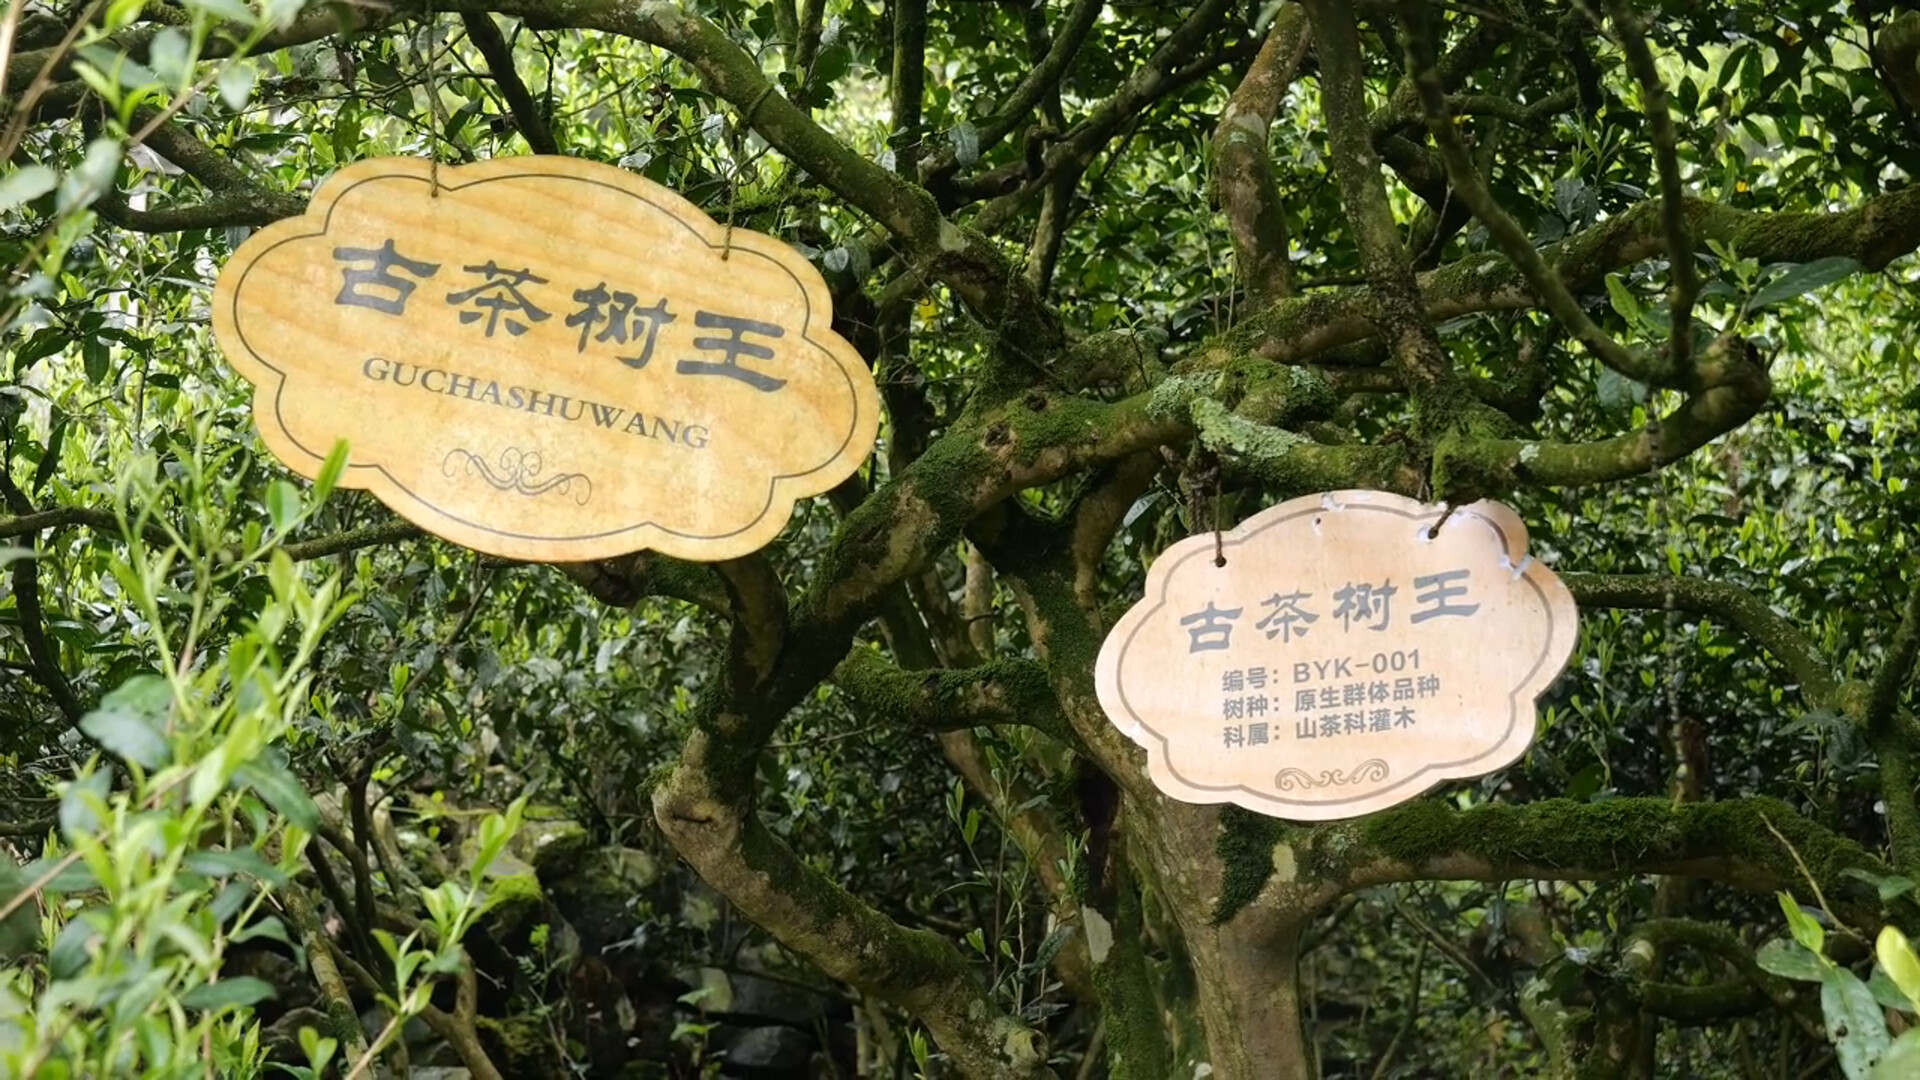 古茶树王
GUCHASHUWANG
古茶树王
编号：BYK-001
树种：原生群体品种
科属：山茶科灌木